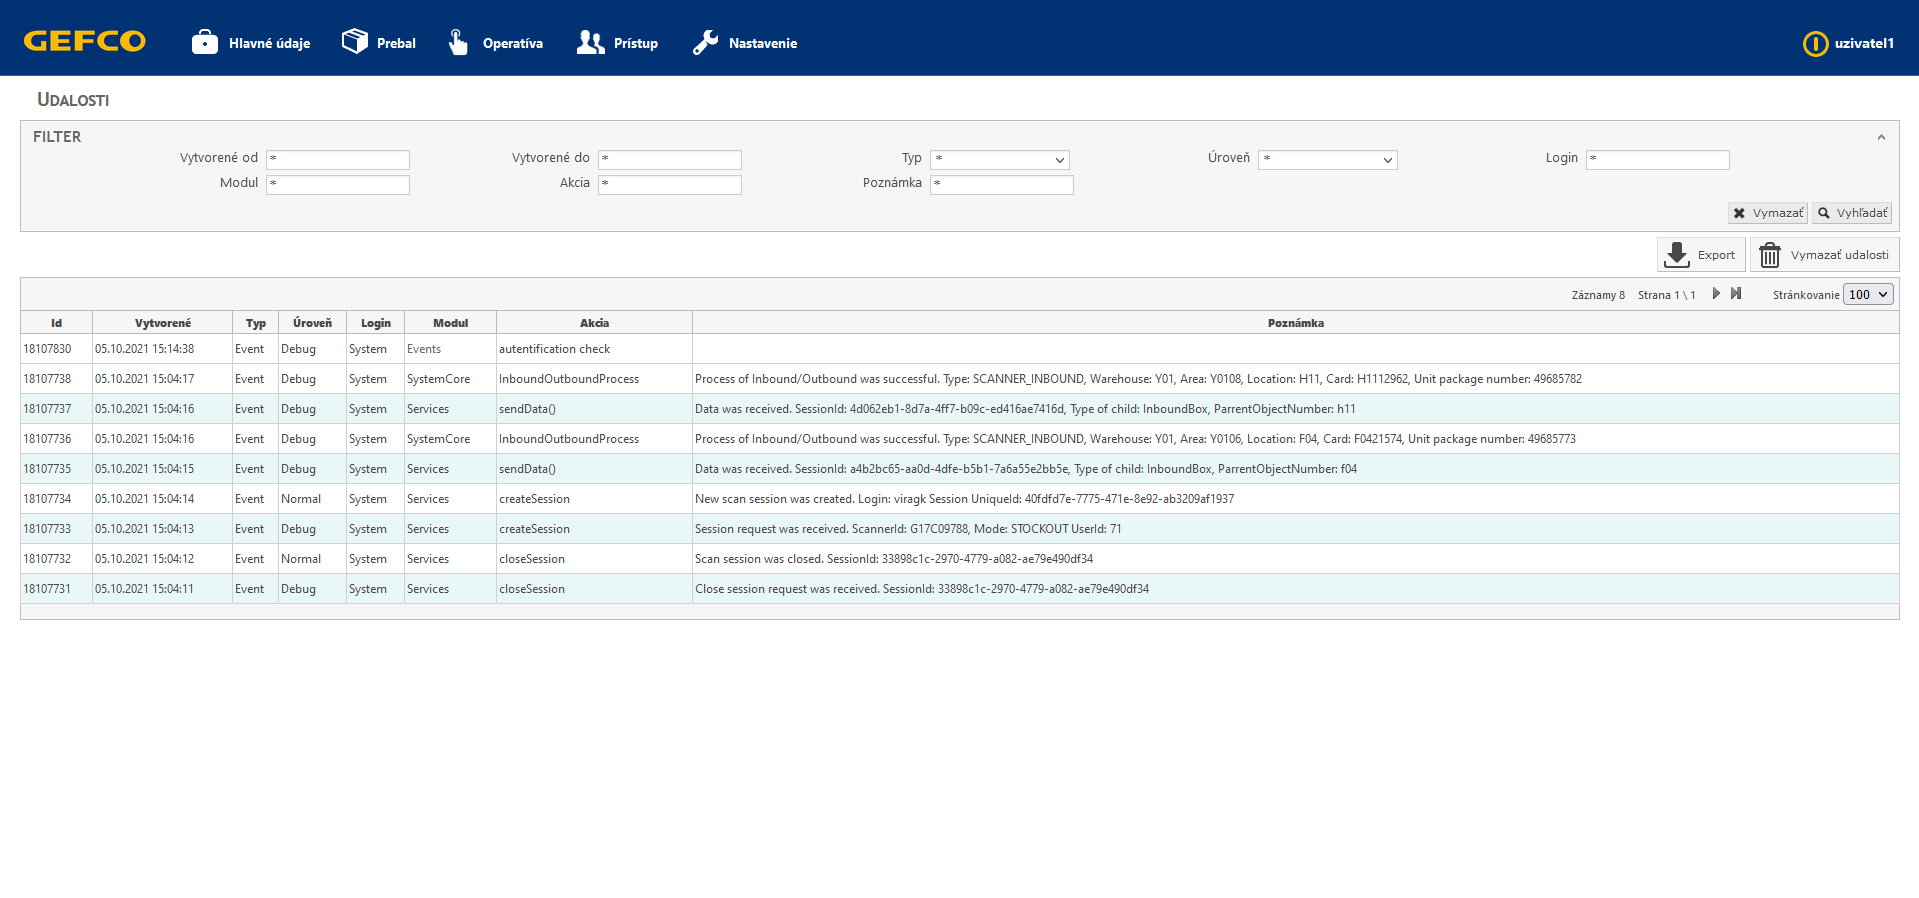 GEFCO Hlavné údaje Prebal Operatíva Prístup Nastavenie uzivatel1
Udalosti
FILTER
Vytvorené od * Vytvorené do * Typ * Úroveň * Login *
Modul * Akcia * Poznámka *
Vymazať Vyhľadať
Export Vymazať udalosti
Záznamy 8 Strana 1 \ 1 Stránkovanie 100
Id Vytvorené Typ Úroveň Login Modul Akcia Poznámka
18107830 05.10.2021 15:14:38 Event Debug System Events autentification check
18107738 05.10.2021 15:04:17 Event Debug System SystemCore InboundOutboundProcess Process of Inbound/Outbound was successful. Type: SCANNER_INBOUND, Warehouse: Y01, Area: Y0108, Location: H11, Card: H1112962, Unit package number: 49685782
18107737 05.10.2021 15:04:16 Event Debug System Services sendData() Data was received. SessionId: 4d062eb1-8d7a-4ff7-b09c-ed416ae7416d, Type of child: InboundBox, ParrentObjectNumber: h11
18107736 05.10.2021 15:04:16 Event Debug System SystemCore InboundOutboundProcess Process of Inbound/Outbound was successful. Type: SCANNER_INBOUND, Warehouse: Y01, Area: Y0106, Location: F04, Card: F0421574, Unit package number: 49685773
18107735 05.10.2021 15:04:15 Event Debug System Services sendData() Data was received. SessionId: a4b2bc65-aa0d-4dfe-b5b1-7a6a55e2bb5e, Type of child: InboundBox, ParrentObjectNumber: f04
18107734 05.10.2021 15:04:14 Event Normal System Services createSession New scan session was created. Login: viragk Session UniqueId: 40fdfd7e-7775-471e-8e92-ab3209af1937
18107733 05.10.2021 15:04:13 Event Debug System Services createSession Session request was received. ScannerId: G17C09788, Mode: STOCKOUT UserId: 71
18107732 05.10.2021 15:04:12 Event Normal System Services closeSession Scan session was closed. SessionId: 33898c1c-2970-4779-a082-ae79e490df34
18107731 05.10.2021 15:04:11 Event Debug System Services closeSession Close session request was received. SessionId: 33898c1c-2970-4779-a082-ae79e490df34